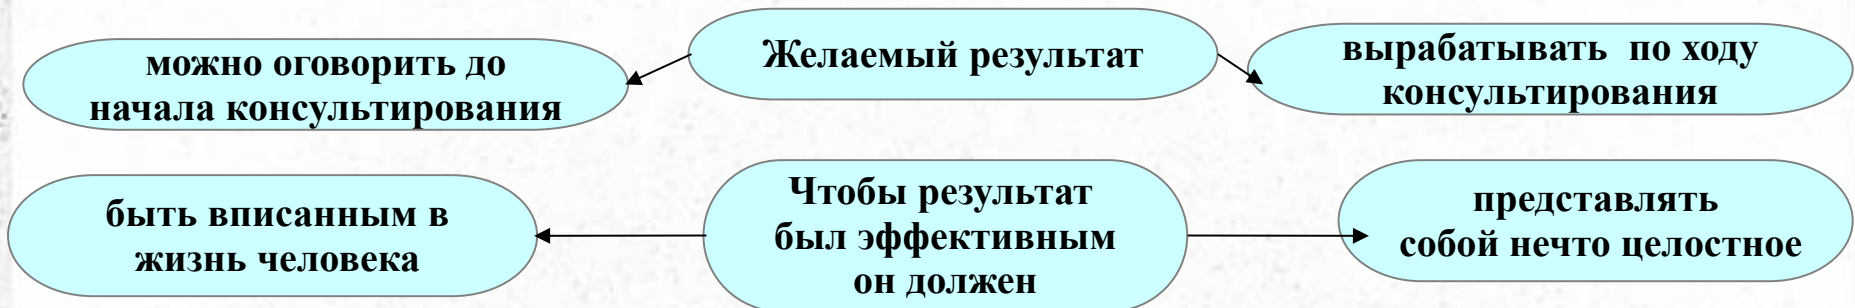 можно оговорить до
начала консультирования
Желаемый результат
вырабатывать по ходу
консультирования
быть вписанным в
жизнь человека
Чтобы результат
был эффективным
он должен
представлять
собой нечто целостное